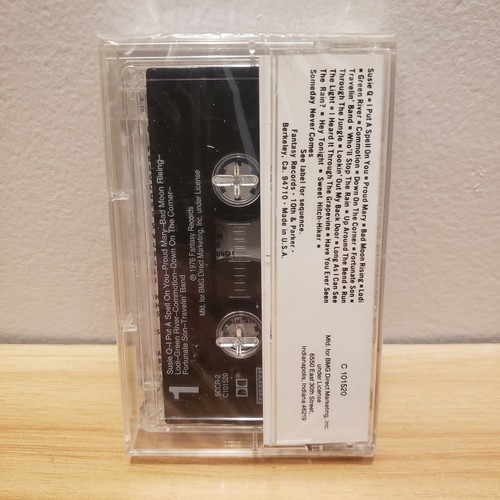 Susie Q • I Put A Spell On You • Proud Mary • Bad Moon Rising • Lodi
• Green River • Commotion • Down On The Corner • Fortunate Son •
Travelin' Band • Who'll Stop The Rain • Up Around The Bend • Run
Through The Jungle • Lookin' Out My Back Door • Long As I Can See
The Light • I Heard It Through The Grapevine • Have You Ever Seen
The Rain? • Hey Tonight • Sweet Hitch-Hiker •
Someday Never Comes
See label for sequence.
Fantasy Records • 10th & Parker •
Berkeley, Ca. 94710 • Made in U.S.A.
C 101520
Mfd. for BMG Direct Marketing, Inc.
under License
6550 East 30th Street,
Indianapolis, Indiana 46219
℗ 1976 Fantasy Records
Mfd. for BMG Direct Marketing, Inc. under License
Susie Q–I Put A Spell On You–Proud Mary–Bad Moon Rising–
Lodi–Green River–Commotion–Down On The Corner–
Fortunate Son–Travelin' Band
1
5DCR-2
C101520